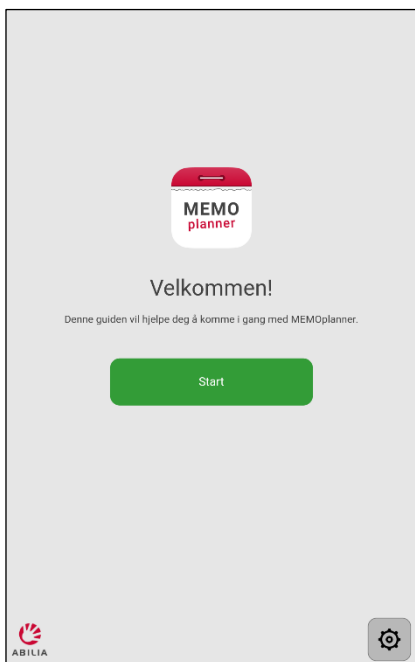 MEMO
planner
Velkommen!
Denne guiden vil hjelpe deg å komme i gang med MEMOplanner.
Start
ABILIA